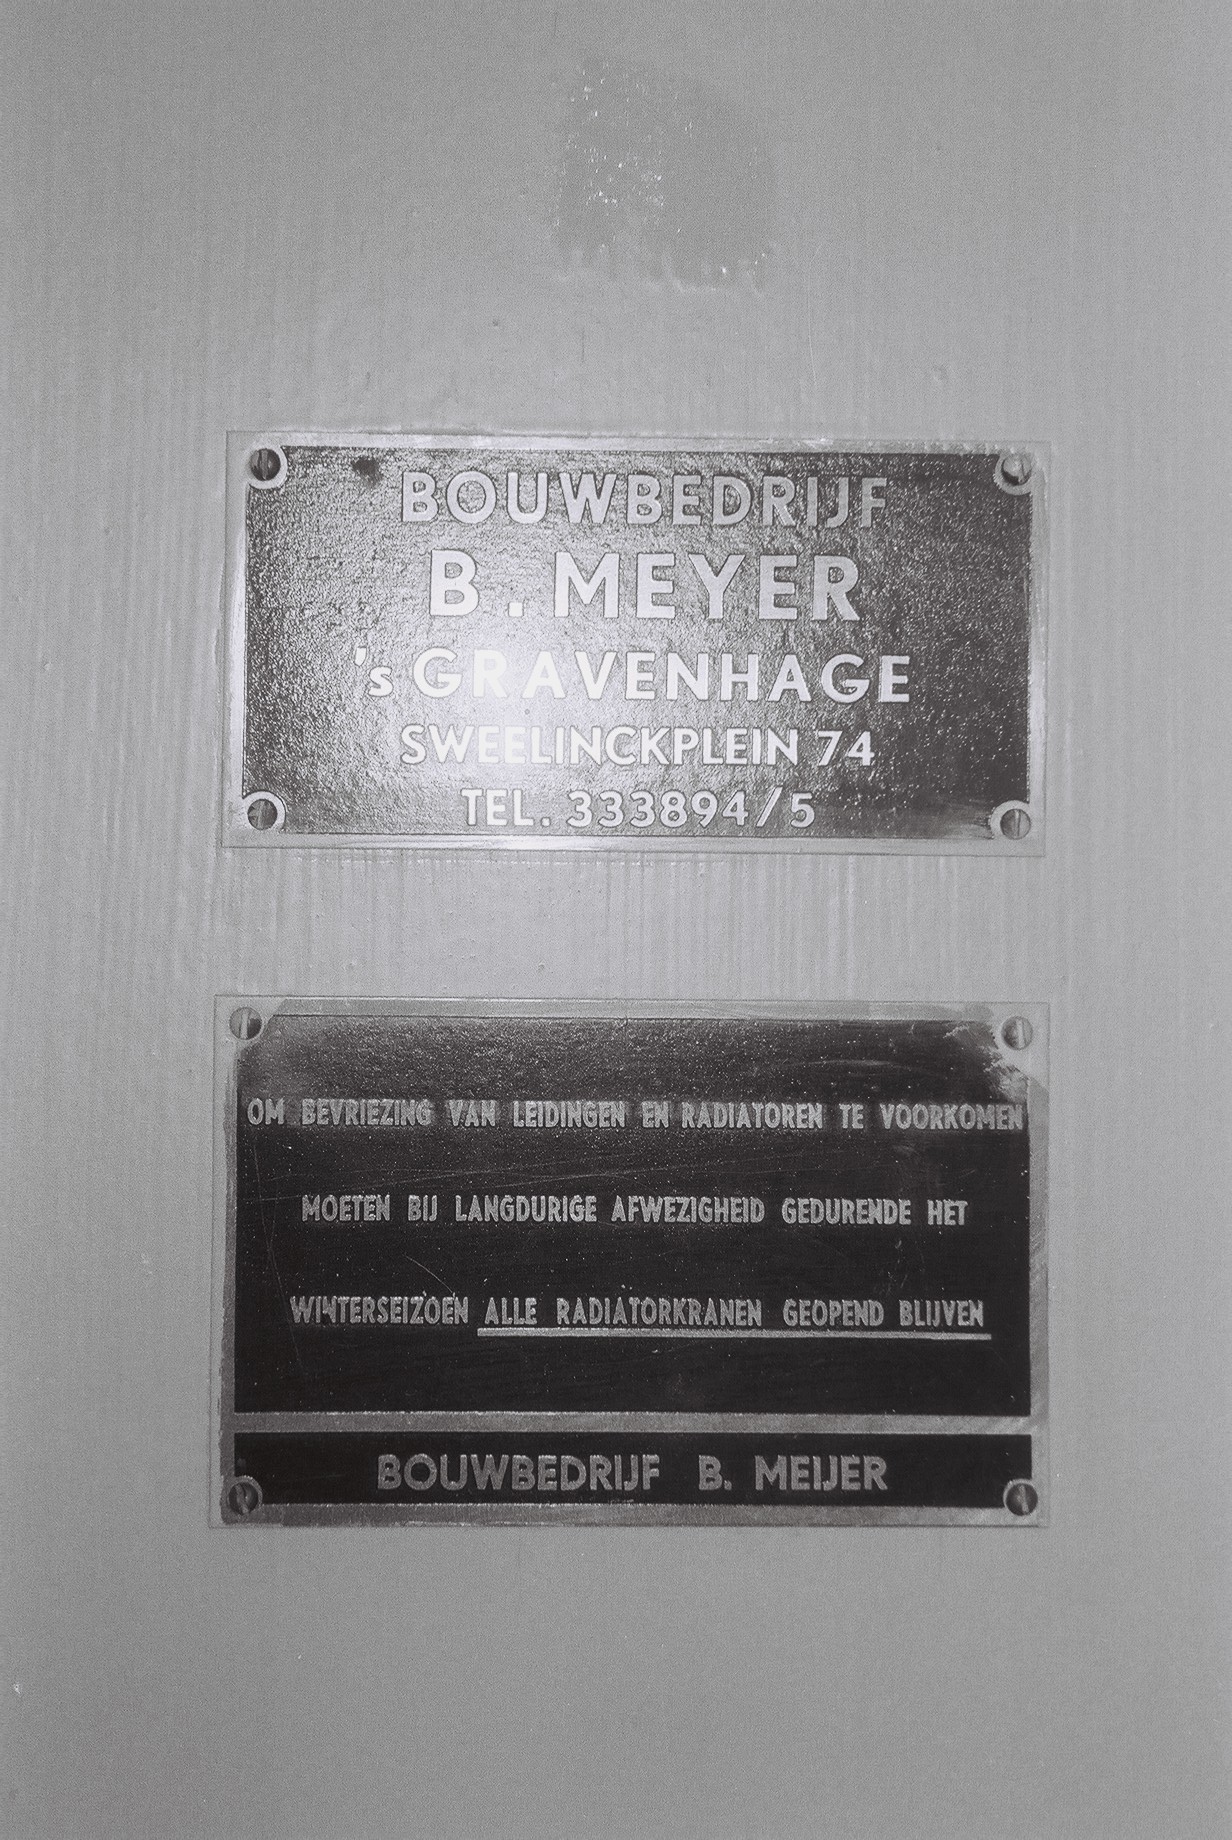 BOUWBEDRIJF
B. MEYER
's GRAVENHAGE
SWEELINCKPLEIN 74
TEL. 333894/5
OM BEVRIEZING VAN LEIDINGEN EN RADIATOREN TE VOORKOMEN
MOETEN BIJ LANGDURIGE AFWEZIGHEID GEDURENDE HET
WINTERSEIZOEN ALLE RADIATORKRANEN GEOPEND BLIJVEN
BOUWBEDRIJF B. MEIJER